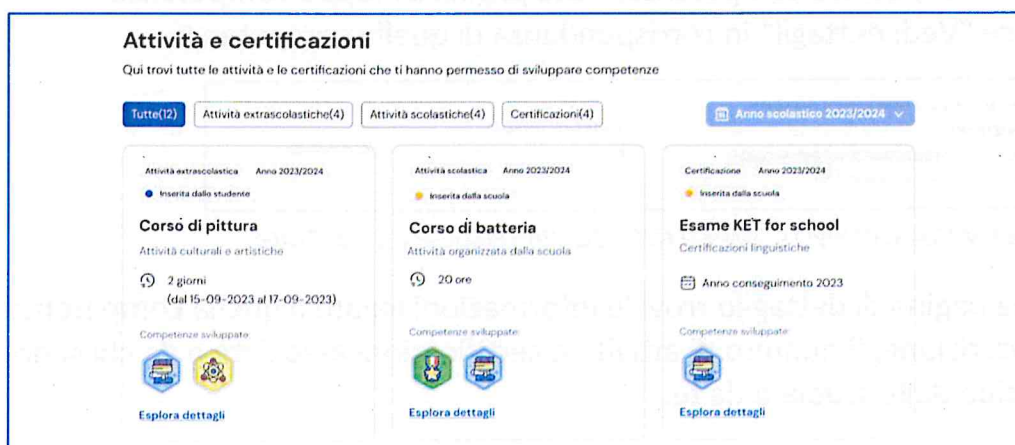 Attività e certificazioni
Qui trovi tutte le attività e le certificazioni che ti hanno permesso di sviluppare competenze
Tutte(12) Attività extrascolastiche(4) Attività scolastiche(4) Certificazioni(4) Anno scolastico 2023/2024
Attività extrascolastica Anno 2023/2024
Inserita dallo studente
Corso di pittura
Attività culturali e artistiche
2 giorni
(dal 15-09-2023 al 17-09-2023)
Competenze sviluppate:
Esplora dettagli
Attività scolastica Anno 2023/2024
Inserita dalla scuola
Corso di batteria
Attività organizzata dalla scuola
20 ore
Competenze sviluppate:
Esplora dettagli
Certificazione Anno 2023/2024
Inserita dalla scuola
Esame KET for school
Certificazioni linguistiche
Anno conseguimento 2023
Competenze sviluppate:
Esplora dettagli